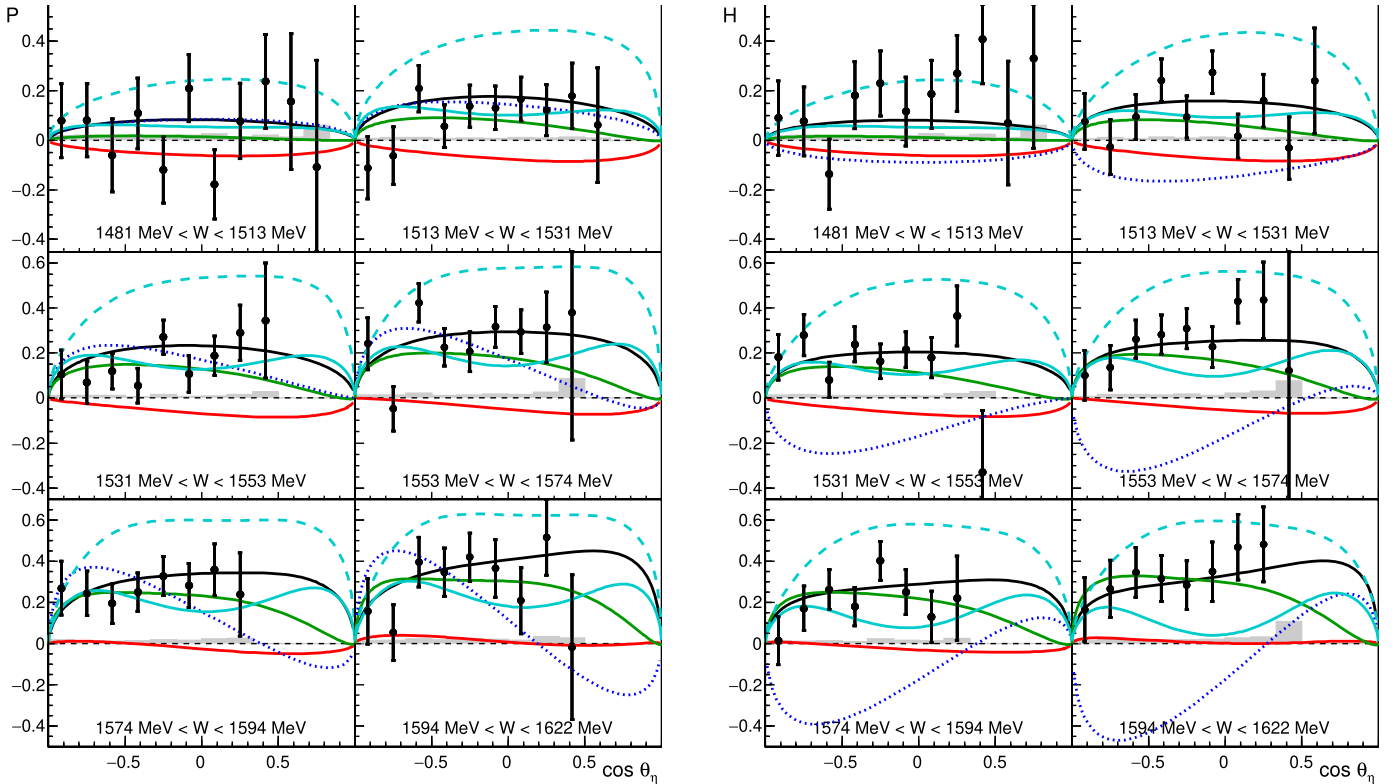 P
H
0.4
0.2
0
−0.2
−0.4
1481 MeV < W < 1513 MeV
1513 MeV < W < 1531 MeV
0.4
0.2
0
−0.2
−0.4
1481 MeV < W < 1513 MeV
1513 MeV < W < 1531 MeV
0.6
0.4
0.2
0
−0.2
−0.4
1531 MeV < W < 1553 MeV
1553 MeV < W < 1574 MeV
0.6
0.4
0.2
0
−0.2
−0.4
1531 MeV < W < 1553 MeV
1553 MeV < W < 1574 MeV
0.6
0.4
0.2
0
−0.2
−0.4
1574 MeV < W < 1594 MeV
1594 MeV < W < 1622 MeV
0.6
0.4
0.2
0
−0.2
−0.4
1574 MeV < W < 1594 MeV
1594 MeV < W < 1622 MeV
−0.5 0 0.5 −0.5 0 0.5
cos θη
−0.5 0 0.5 −0.5 0 0.5
cos θη